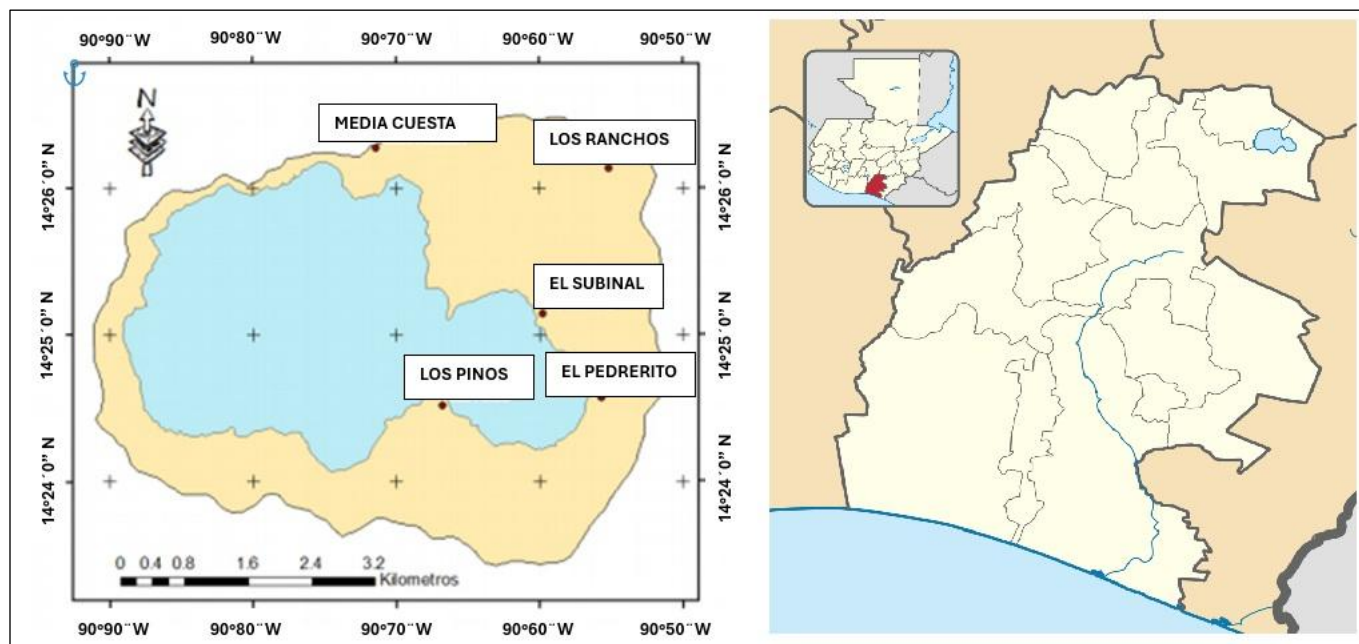 90°90¨W 90°80¨W 90°70¨W 90°60¨W 90°50¨W
N
MEDIA CUESTA
LOS RANCHOS
14°26´0” N
14°26´0” N
EL SUBINAL
14°25´0” N
14°25´0” N
LOS PINOS
EL PEDRERITO
14°24´0” N
14°24´0” N
0 0.4 0.8 1.6 2.4 3.2
Kilometros
90°90¨W 90°80¨W 90°70¨W 90°60¨W 90°50¨W